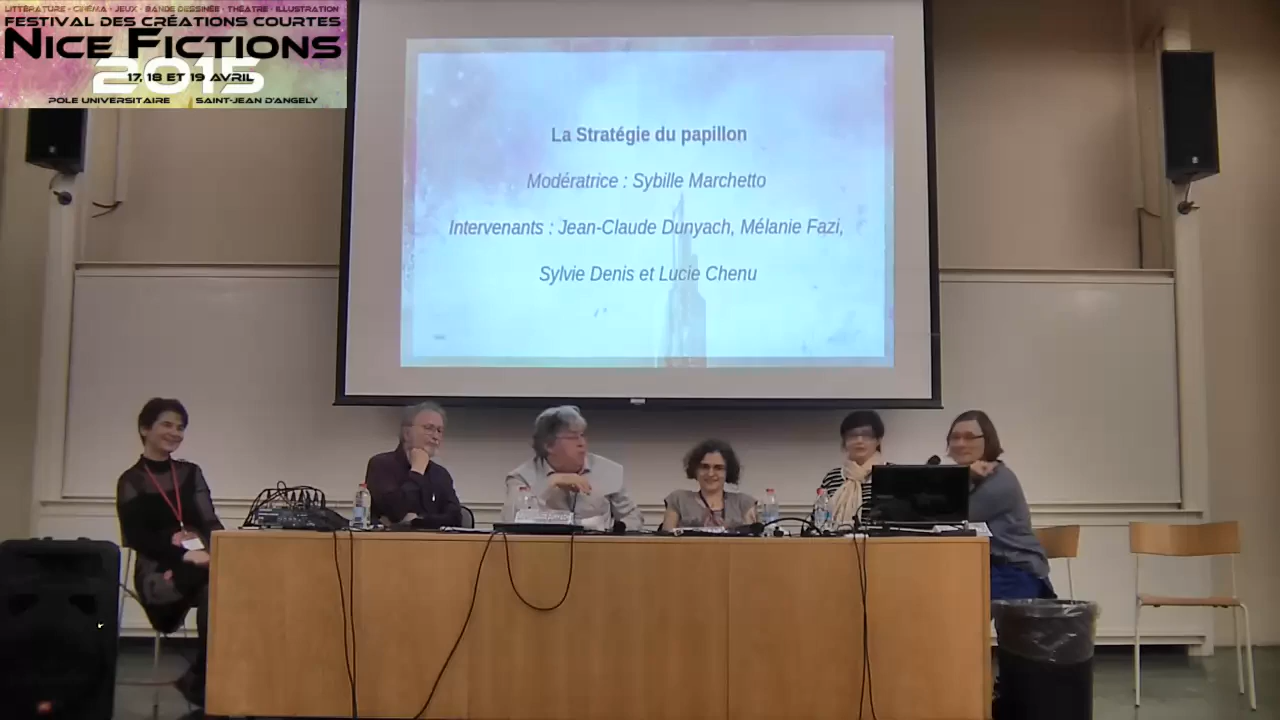 LITTÉRATURE - CINÉMA - JEUX - BANDE DESSINÉE - THÉÂTRE - ILLUSTRATION
FESTIVAL DES CRÉATIONS COURTES
NICE FICTIONS
2015
17, 18 ET 19 AVRIL
POLE UNIVERSITAIRE SAINT-JEAN D'ANGELY
La Stratégie du papillon
Modératrice : Sybille Marchetto
Intervenants : Jean-Claude Dunyach, Mélanie Fazi,
Sylvie Denis et Lucie Chenu